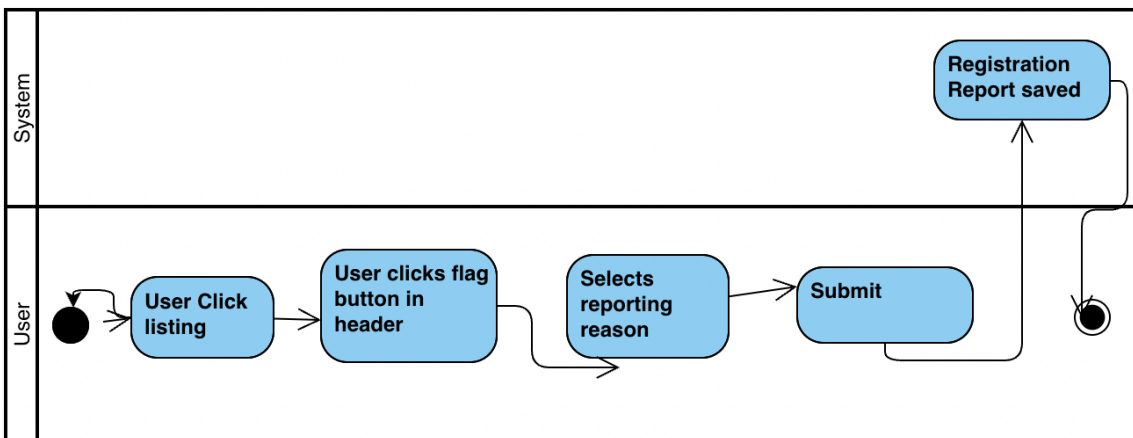 System
Registration
Report saved
User
User Click
listing
User clicks flag
button in
header
Selects
reporting
reason
Submit